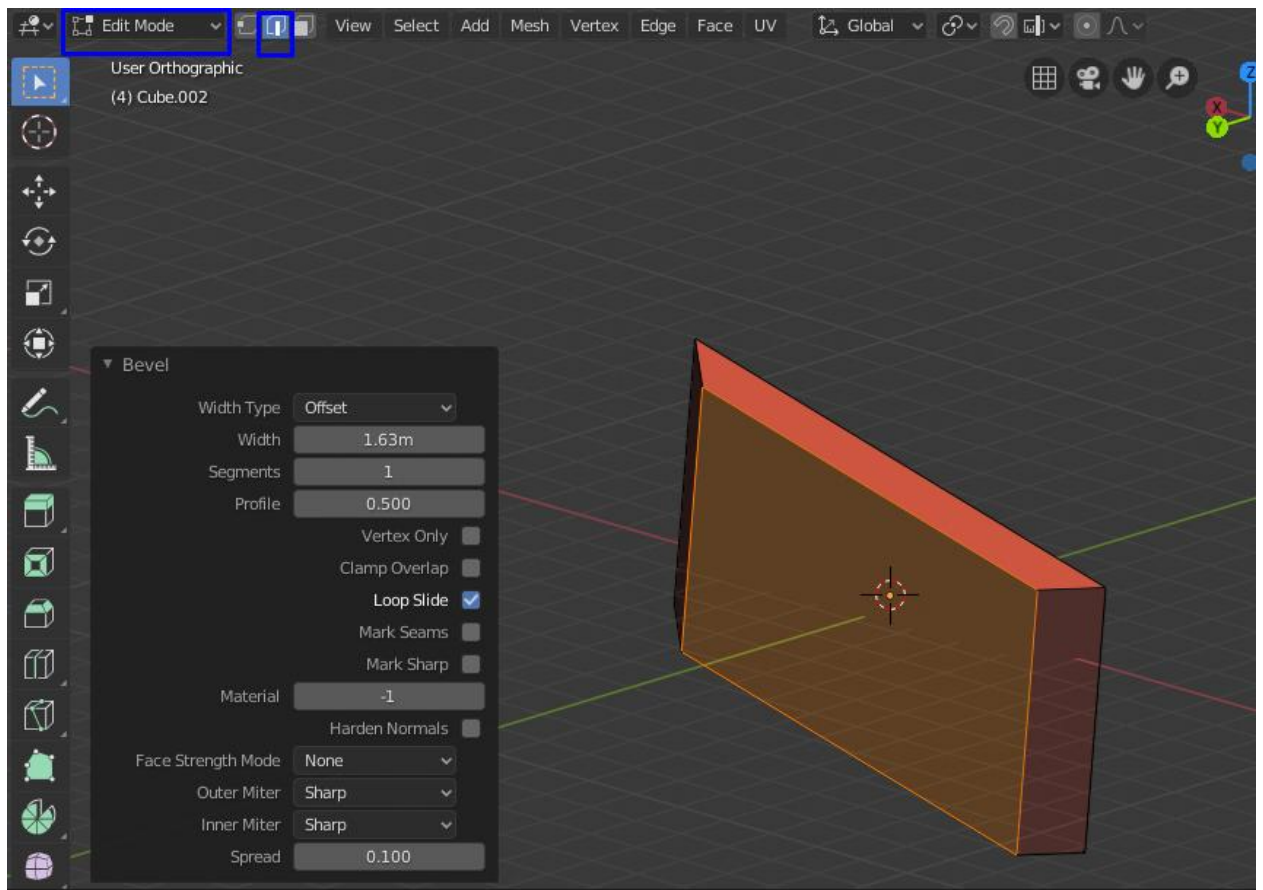 Edit Mode View Select Add Mesh Vertex Edge Face UV Global
User Orthographic
(4) Cube.002
Z
X
Y
Bevel
Width Type Offset
Width 1.63m
Segments 1
Profile 0.500
Vertex Only
Clamp Overlap
Loop Slide
Mark Seams
Mark Sharp
Material -1
Harden Normals
Face Strength Mode None
Outer Miter Sharp
Inner Miter Sharp
Spread 0.100